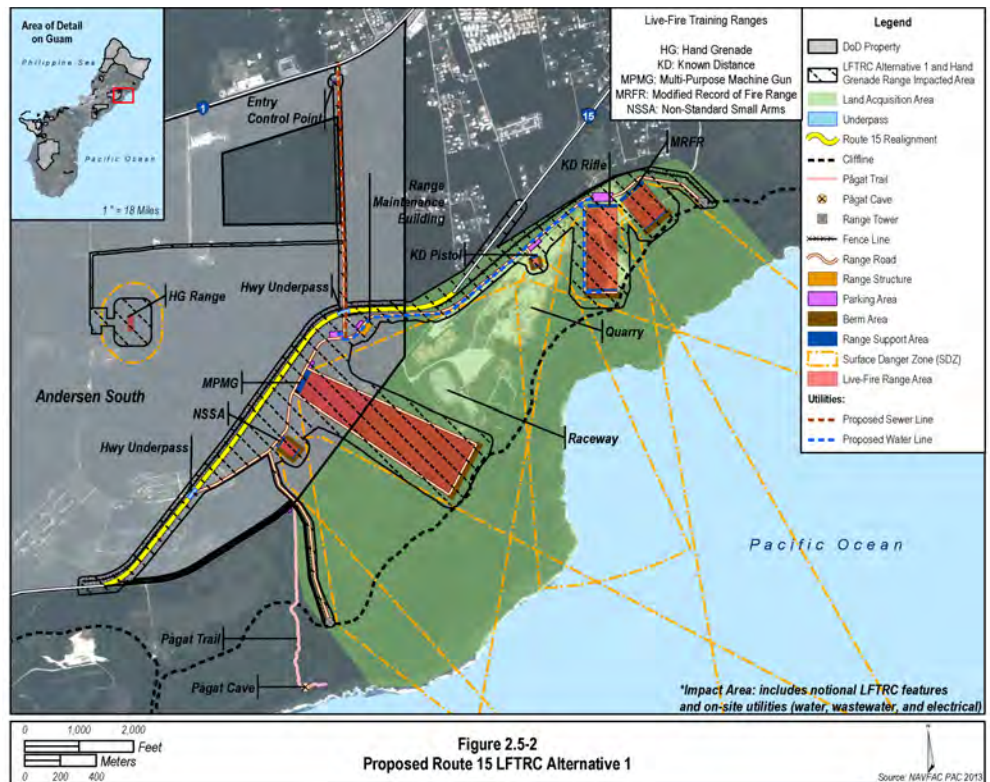 Area of Detail
on Guam
Philippine Sea
Pacific Ocean
1" = 18 Miles
Live-Fire Training Ranges
HG: Hand Grenade
KD: Known Distance
MPMG: Multi-Purpose Machine Gun
MRFR: Modified Record of Fire Range
NSSA: Non-Standard Small Arms
Legend
DoD Property
LFTRC Alternative 1 and Hand
Grenade Range Impacted Area
Land Acquisition Area
Underpass
Route 15 Realignment
Cliffline
Pågat Trail
Pågat Cave
Range Tower
Fence Line
Range Road
Range Structure
Parking Area
Berm Area
Range Support Area
Surface Danger Zone (SDZ)
Live-Fire Range Area
Utilities:
Proposed Sewer Line
Proposed Water Line
1
Entry
Control Point
15
MRFR
KD Rifle
Range
Maintenance
Building
KD Pistol
Hwy Underpass
HG Range
Quarry
MPMG
Andersen South
NSSA
Raceway
Hwy Underpass
Pacific Ocean
Pågat Trail
Pågat Cave
*Impact Area: includes notional LFTRC features
and on-site utilities (water, wastewater, and electrical)
0 1,000 2,000
Feet
Meters
0 200 400
Figure 2.5-2
Proposed Route 15 LFTRC Alternative 1
Source: NAVFAC PAC 2013